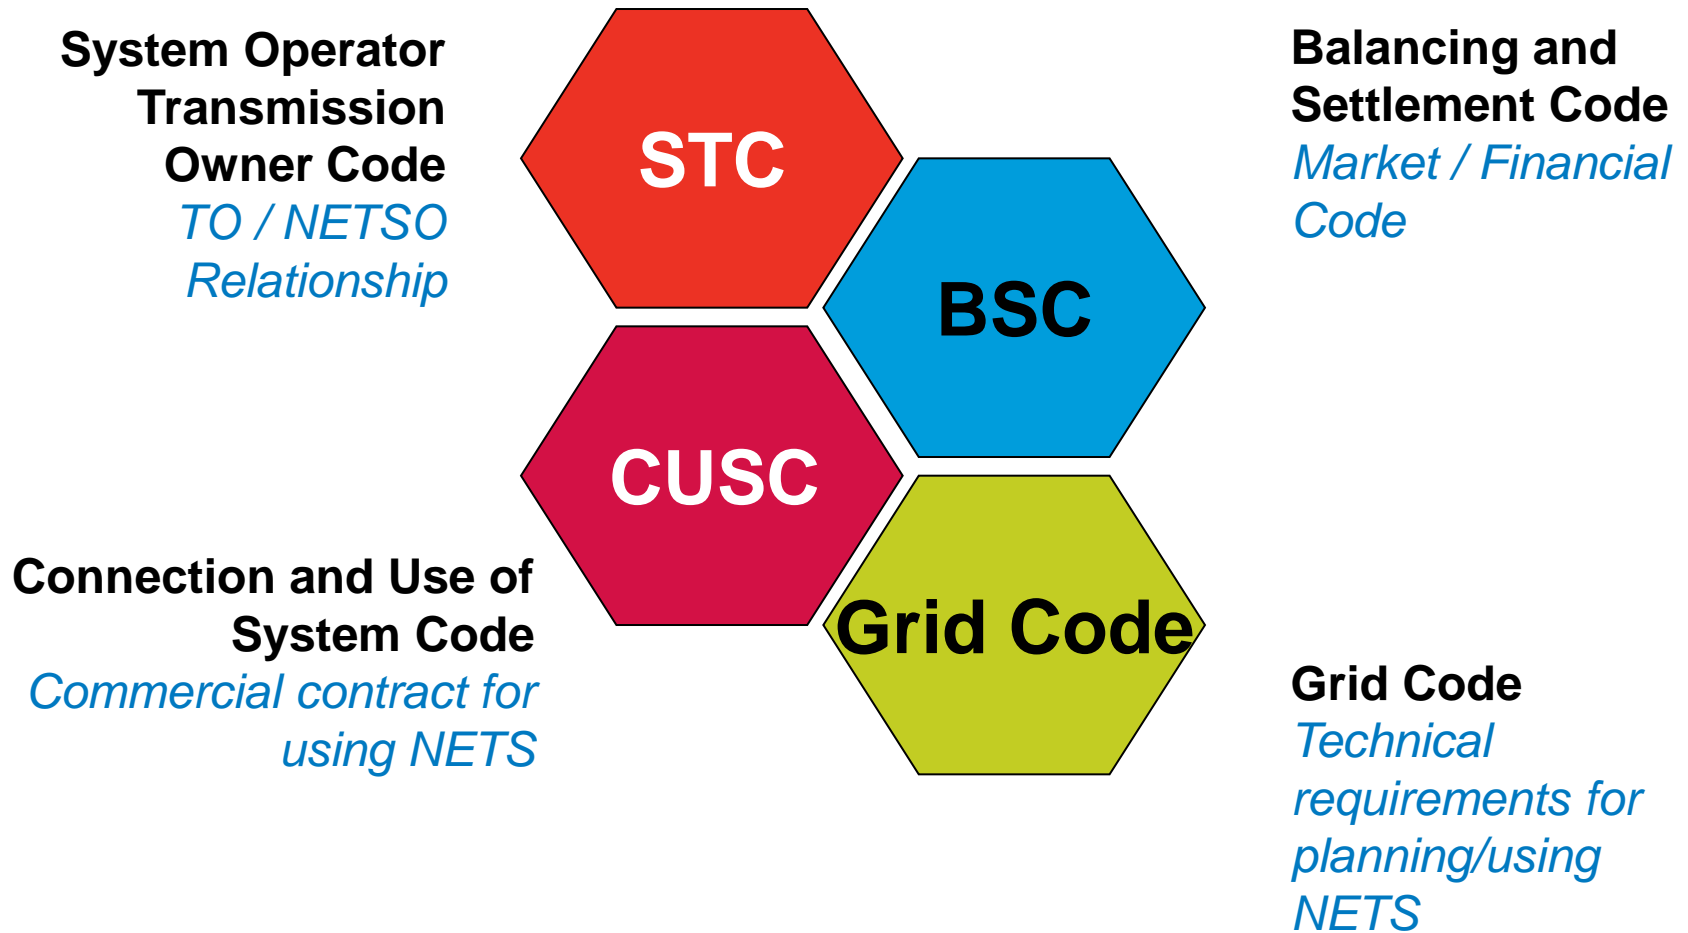 System Operator
Transmission
Owner Code
TO / NETSO
Relationship
STC
Balancing and
Settlement Code
Market / Financial
Code
BSC
CUSC
Connection and Use of
System Code
Commercial contract for
using NETS
Grid Code
Grid Code
Technical
requirements for
planning/using
NETS